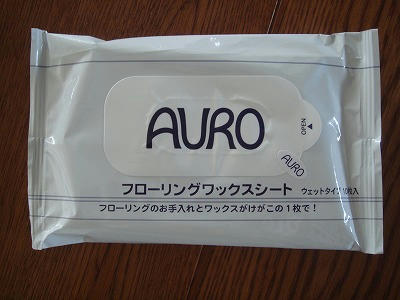 AURO
OPEN
AURO
フローリングワックスシート ウェットタイプ 10枚入
フローリングのお手入れとワックスがけがこの1枚で!